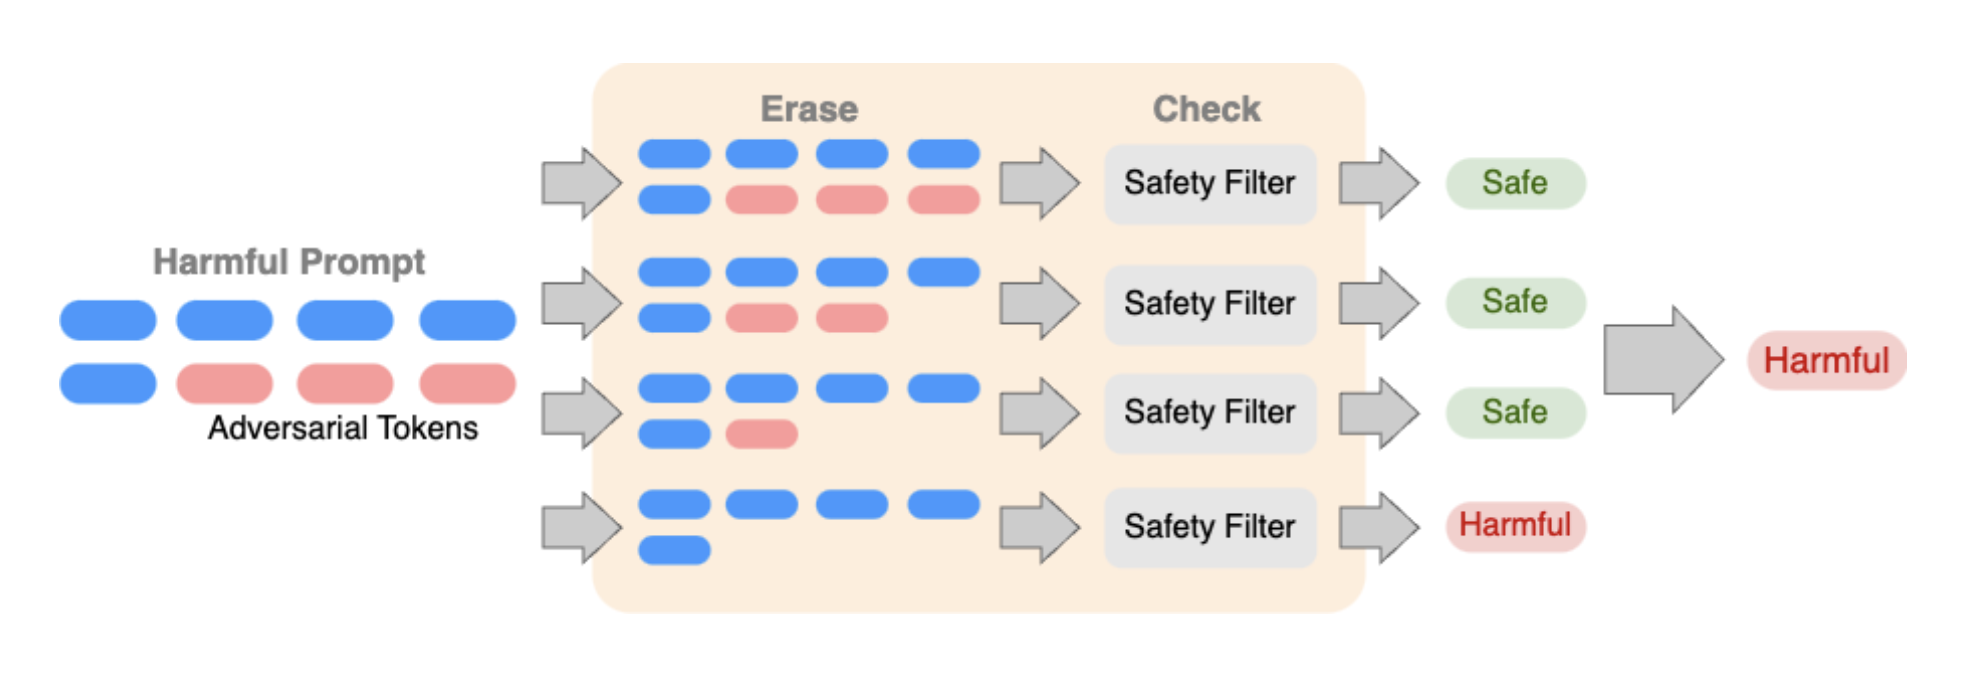 Erase
Check
Safety Filter
Safe
Harmful Prompt
Adversarial Tokens
Safety Filter
Safe
Safety Filter
Safe
Safety Filter
Harmful
Harmful